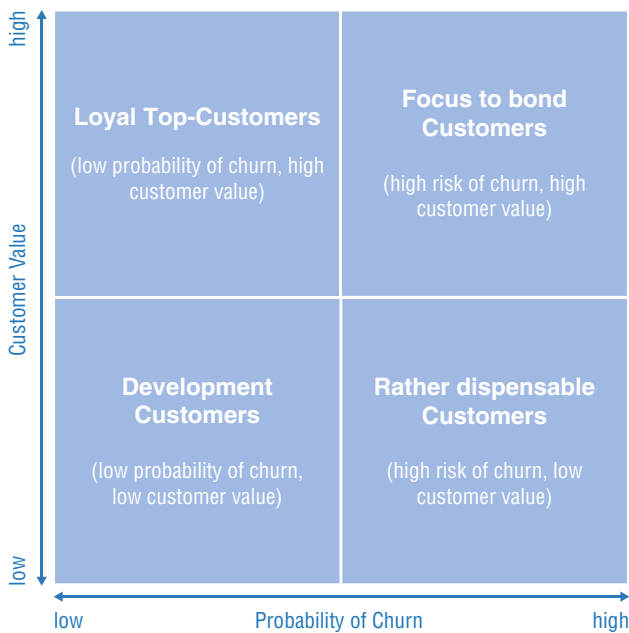 high
Customer Value
low
Loyal Top-Customers
(low probability of churn, high
customer value)
Focus to bond
Customers
(high risk of churn, high
customer value)
Development
Customers
(low probability of churn,
low customer value)
Rather dispensable
Customers
(high risk of churn, low
customer value)
low
Probability of Churn
high